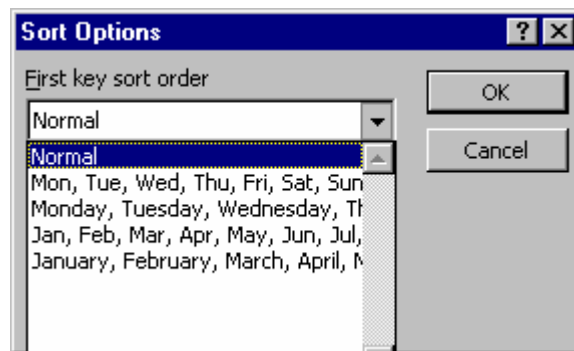 Sort Options
First key sort order
OK
Normal
Cancel
Normal
Mon, Tue, Wed, Thu, Fri, Sat, Sun
Monday, Tuesday, Wednesday,
Jan, Feb, Mar, Apr, May, Jun, Jul,
January, February, March, April,